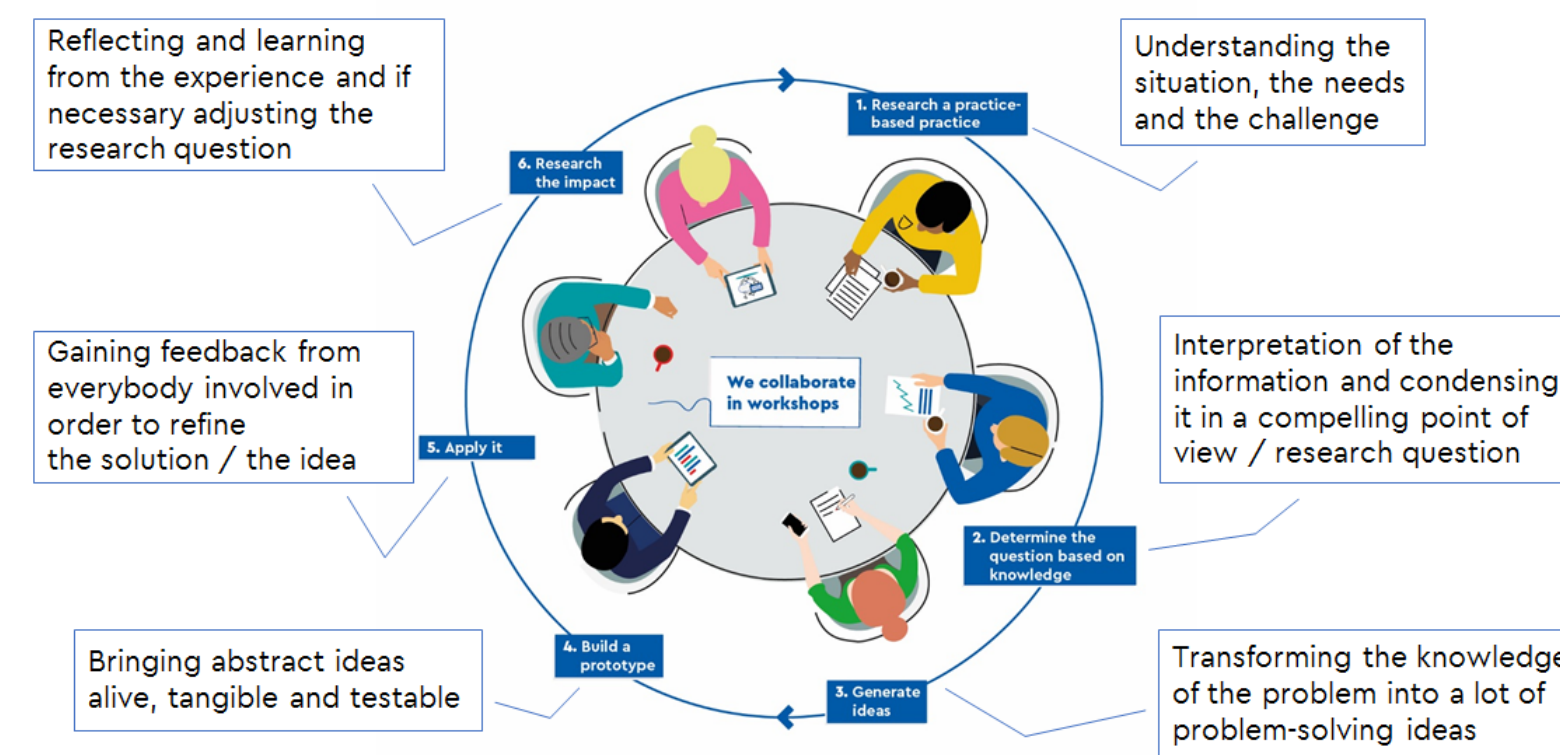 Reflecting and learning
from the experience and if
necessary adjusting the
research question
Understanding the
situation, the needs
and the challenge
1. Research a practice-
based practice
6. Research
the impact
Gaining feedback from
everybody involved in
order to refine
the solution / the idea
We collaborate
in workshops
Interpretation of the
information and condensing
it in a compelling point of
view / research question
5. Apply it
2. Determine the
question based on
knowledge
4. Build a
prototype
Bringing abstract ideas
alive, tangible and testable
3. Generate
ideas
Transforming the knowledge
of the problem into a lot of
problem-solving ideas